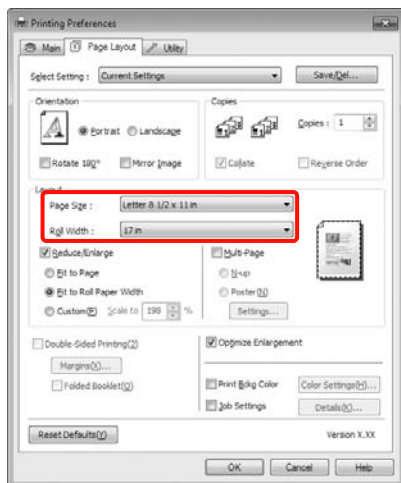 Printing Preferences
Main Page Layout Utility
Select Setting : Current Settings Save/Del...
Orientation Copies
Portrait Landscape Copies : 1
Rotate 180° Mirror Image Collate Reverse Order
Layout
Page Size : Letter 8 1/2 x 11 in
Roll Width : 17 in
Reduce/Enlarge Multi-Page
Fit to Page N-up
Fit to Roll Paper Width Poster(N)
Custom(F) Scale to 198 % Settings...
Double-Sided Printing(2) Optimize Enlargement
Margins(X)...
Folded Booklet(Q) Print Bckg Color Color Settings(H)...
Job Settings Details(K)...
Reset Defaults(Y) Version X.XX
OK Cancel Help